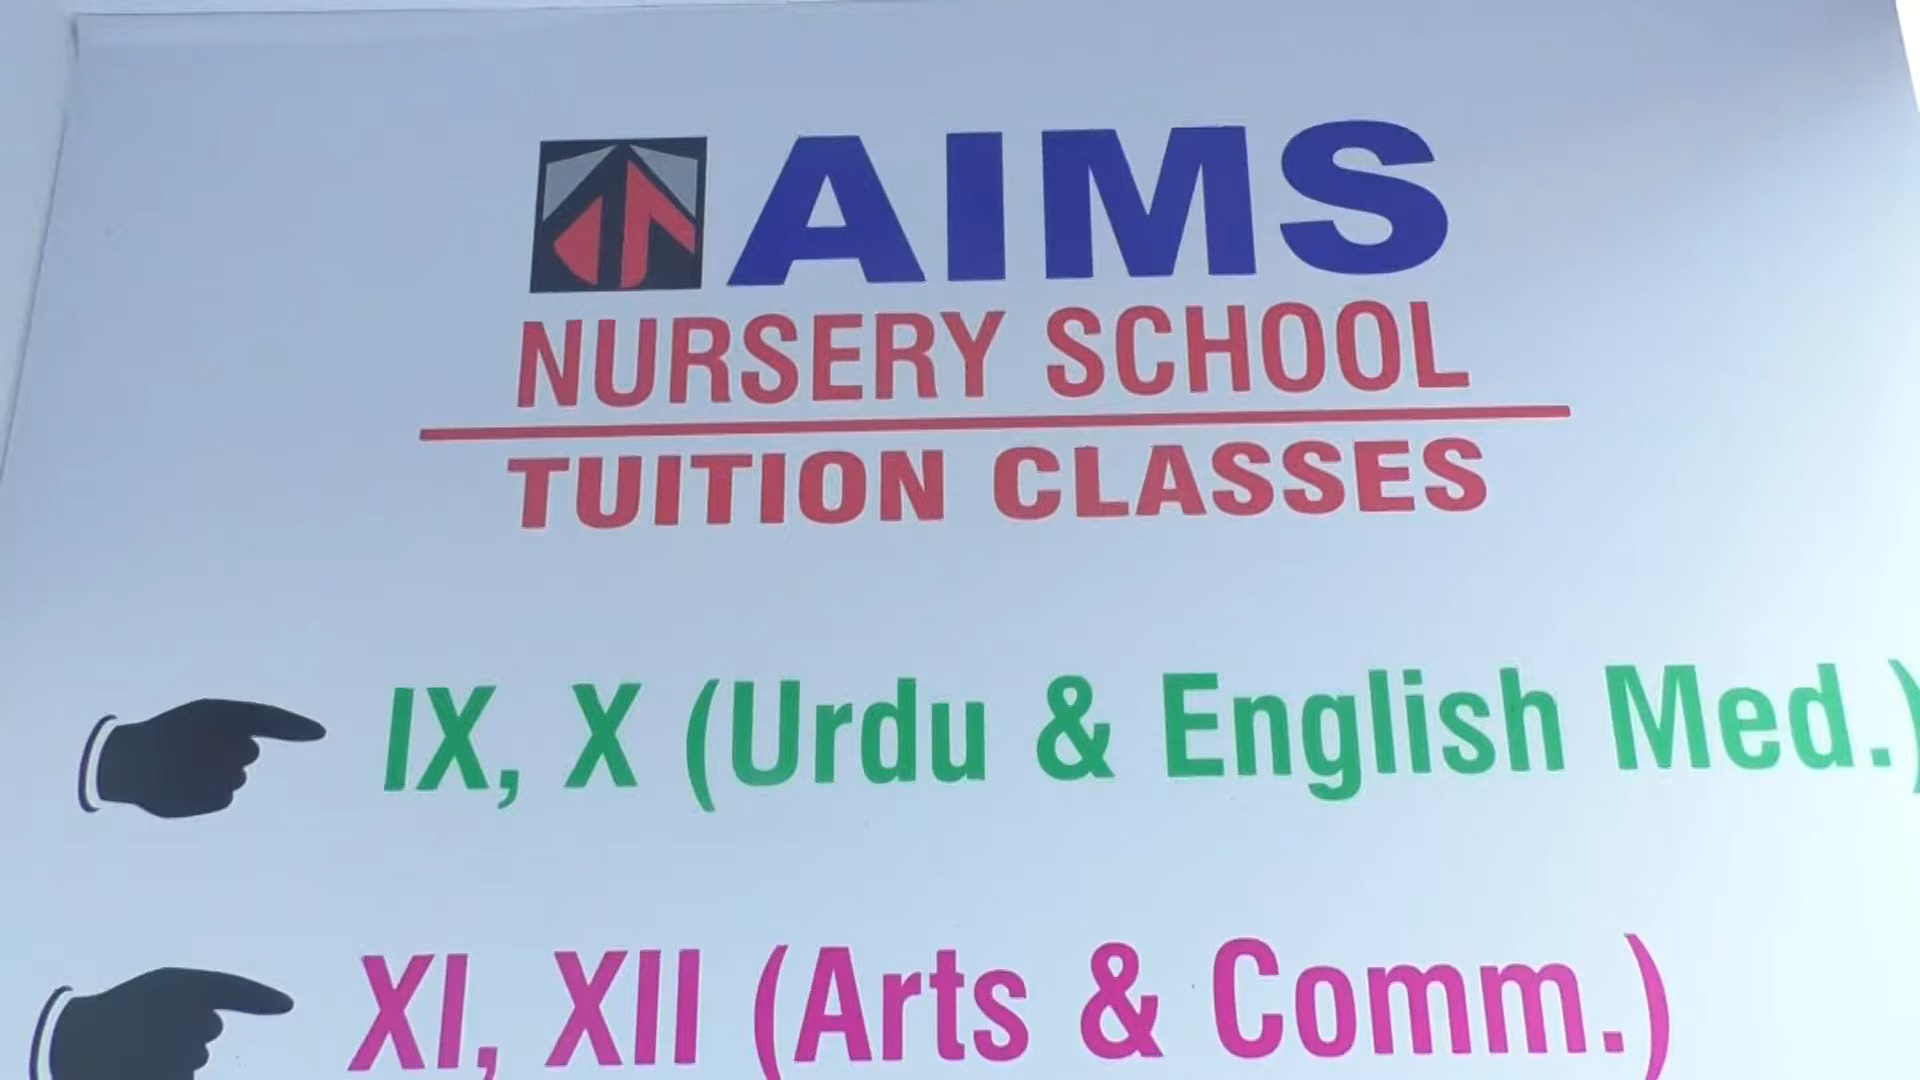 AIMS
NURSERY SCHOOL
TUITION CLASSES
IX, X (Urdu & English Med.)
XI, XII (Arts & Comm.)